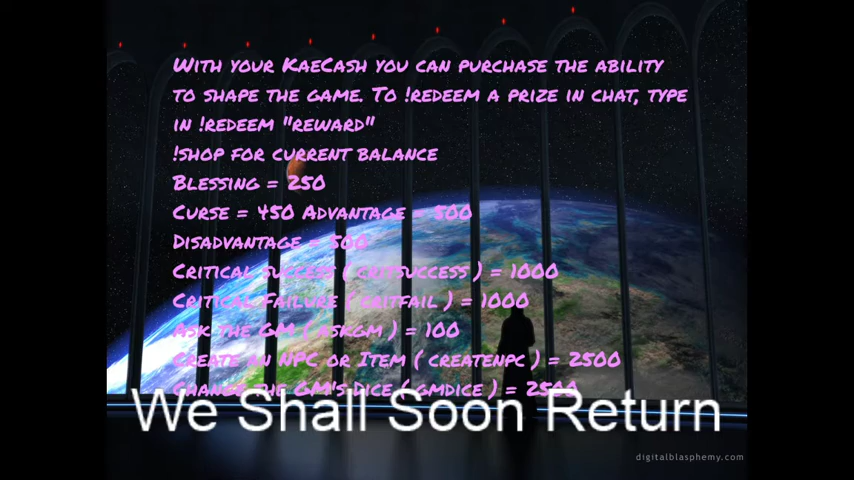 With your KaeCash you can purchase the ability
to shape the game. To !redeem a prize in chat, type
in !redeem "reward"
!shop for current balance
Blessing = 250
Curse = 450 Advantage = 500
Disadvantage = 500
Critical success ( critsuccess ) = 1000
Critical Failure ( critfail ) = 1000
Ask the GM ( askgm ) = 100
Create an NPC or Item ( createnpc ) = 2500
Change the GM's Dice ( gmdice ) = 2500
We Shall Soon Return
digitalblasphemy.com